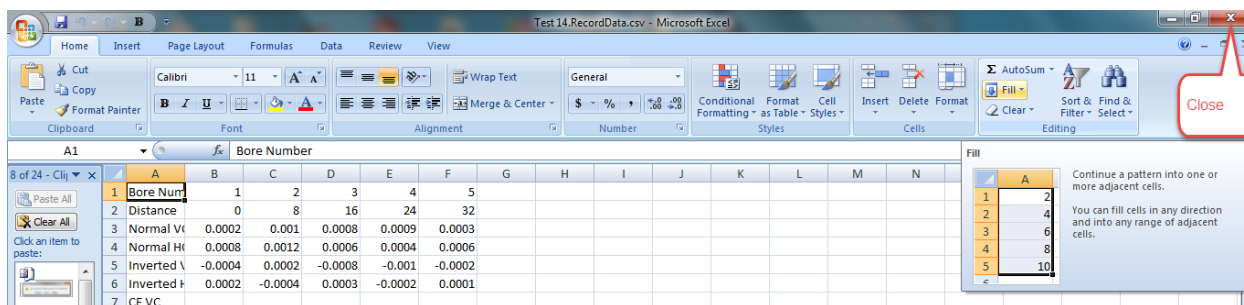 Test 14.RecordData.csv - Microsoft Excel
Home Insert Page Layout Formulas Data Review View
Cut
Copy
Format Painter
Paste
Clipboard
Calibri 11
B I U
Font
Wrap Text
Merge & Center
Alignment
General
$ % , .0 .00 .00 .0
Number
Conditional Formatting
Format as Table
Cell Styles
Styles
Insert Delete Format
Cells
Σ AutoSum
Fill
Clear
Sort & Filter
Find & Select
Editing
Close
A1 fx Bore Number
8 of 24 - Cli
Paste All
Clear All
Click an item to
paste:
A B C D E F G H I J K L M N
1 Bore Num 1 2 3 4 5
2 Distance 0 8 16 24 32
3 Normal V 0.0002 0.001 0.0008 0.0009 0.0003
4 Normal H 0.0008 0.0012 0.0006 0.0004 0.0006
5 Inverted V -0.0004 0.0002 -0.0008 -0.001 -0.0002
6 Inverted H 0.0002 -0.0004 0.0003 -0.0002 0.0001
7 CE VC
Fill
A
1 2
2 4
3 6
4 8
5 10
Continue a pattern into one or
more adjacent cells.
You can fill cells in any direction
and into any range of adjacent
cells.